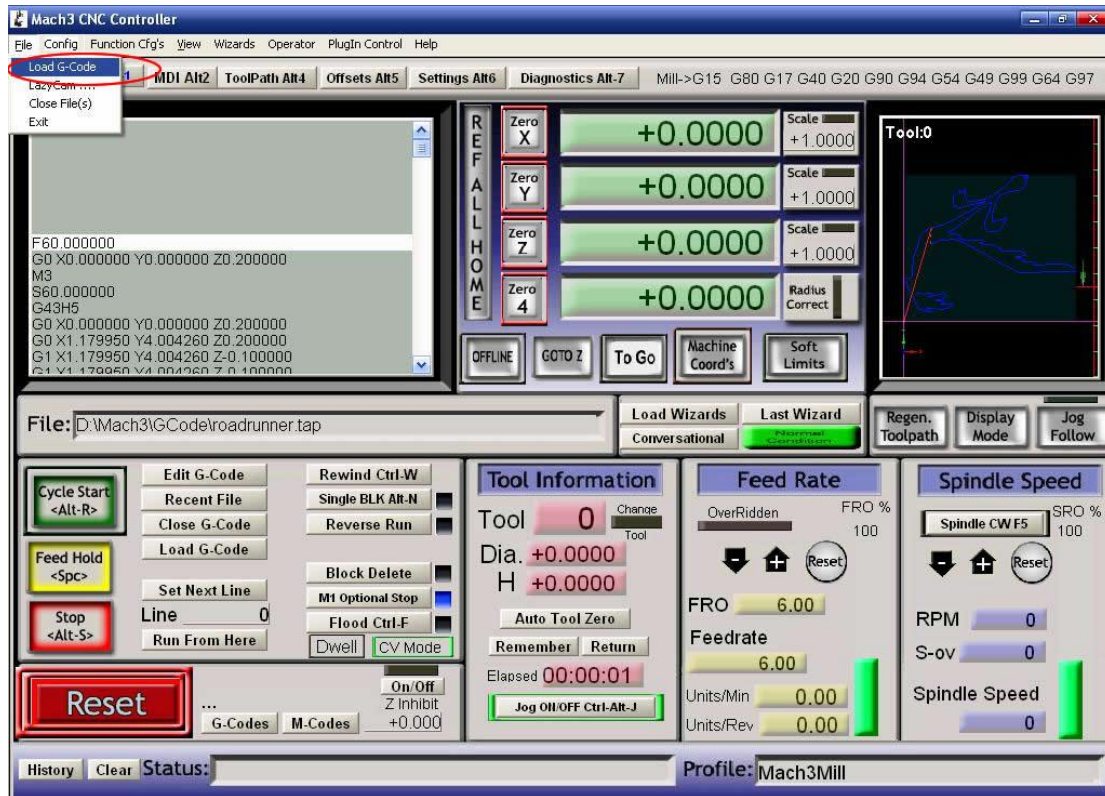 Mach3 CNC Controller
File Config Function Cfg's View Wizards Operator PlugIn Control Help
Load G-Code
LazyCam ....
Close File(s)
Exit
1 MDI Alt2 ToolPath Alt4 Offsets Alt5 Settings Alt6 Diagnostics Alt-7 Mill->G15 G80 G17 G40 G20 G90 G94 G54 G49 G99 G64 G97
F60.000000
G0 X0.000000 Y0.000000 Z0.200000
M3
S60.000000
G43H5
G0 X0.000000 Y0.000000 Z0.200000
G0 X1.179950 Y4.004260 Z0.200000
G1 X1.179950 Y4.004260 Z-0.100000
REF ALL HOME
Zero X +0.0000 Scale +1.0000
Zero Y +0.0000 Scale +1.0000
Zero Z +0.0000 Scale +1.0000
Zero 4 +0.0000 Radius Correct
OFFLINE GOTO Z To Go Machine Coord's Soft Limits
Tool:0
File: D:\Mach3\GCode\roadrunner.tap
Load Wizards Last Wizard
Conversational Normal Condition
Regen. Toolpath Display Mode Jog Follow
Cycle Start <Alt-R>
Feed Hold <Spc>
Stop <Alt-S>
Edit G-Code
Recent File
Close G-Code
Load G-Code
Set Next Line
Line 0
Run From Here
Rewind Ctrl-W
Single BLK Alt-N
Reverse Run
Block Delete
M1 Optional Stop
Flood Ctrl-F
Dwell CV Mode
Reset
...
G-Codes M-Codes
On/Off
Z Inhibit
+0.000
Tool Information
Tool 0 Change Tool
Dia. +0.0000
H +0.0000
Auto Tool Zero
Remember Return
Elapsed 00:00:01
Jog ON/OFF Ctrl-Alt-J
Feed Rate
OverRidden FRO %
100
Reset
FRO 6.00
Feedrate
6.00
Units/Min 0.00
Units/Rev 0.00
Spindle Speed
Spindle CW F5 SRO %
100
Reset
RPM 0
S-ov 0
Spindle Speed
0
History Clear Status:
Profile: Mach3Mill